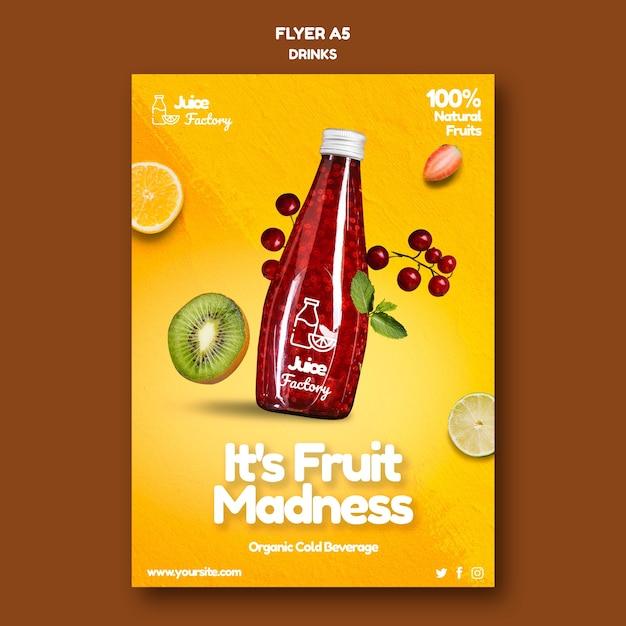 FLYER A5
DRINKS
Juice
Factory
100%
Natural
Fruits
Juice
Factory
It's Fruit
Madness
Organic Cold Beverage
www.yoursite.com